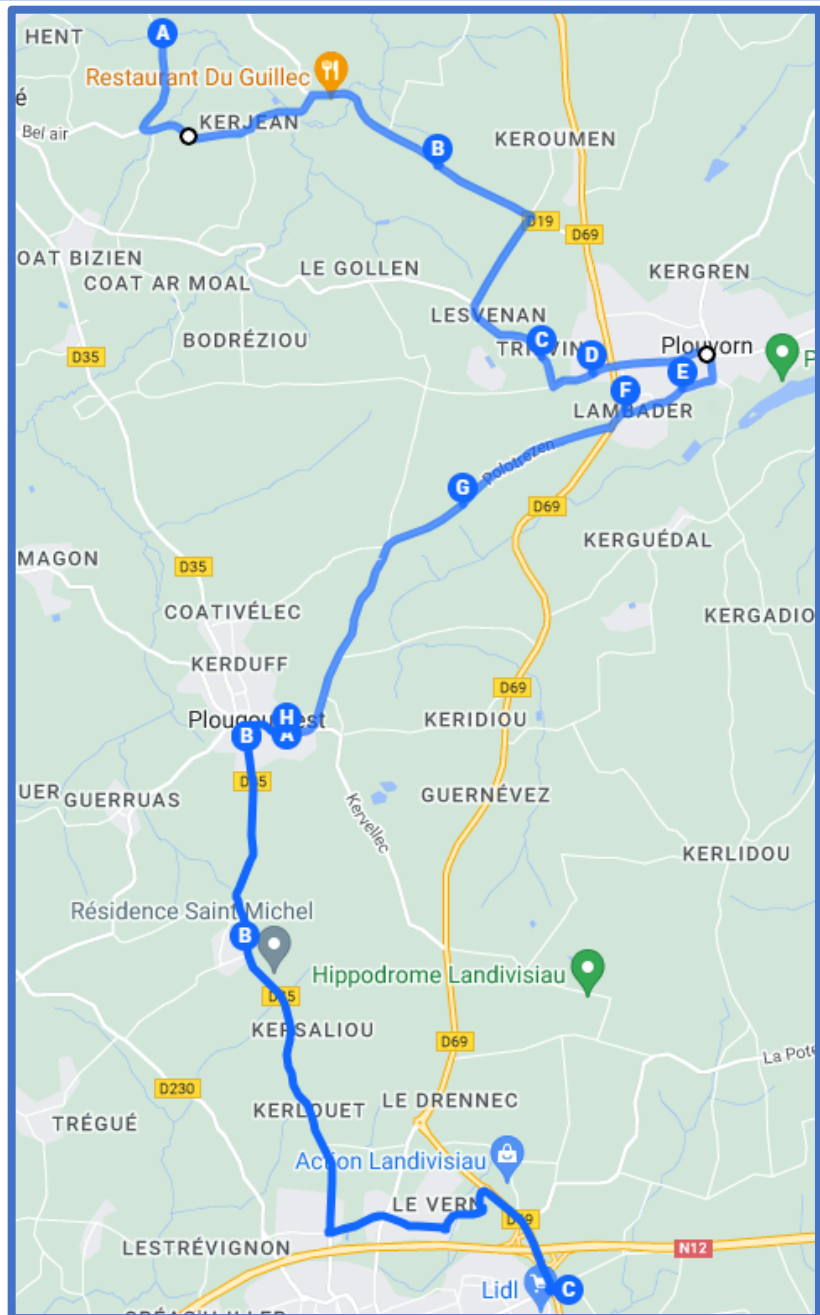 HENT
A
Restaurant Du Guillec
é
Bel air
KERJEAN
B
KEROUMEN
D19
D69
OAT BIZIEN
COAT AR MOAL
LE GOLLEN
KERGREN
LESVENAN
BODRÉZIOU
D35
C
D
Plouvorn
P
E
F
LAMBADER
G
Polotrezen
D69
KERGUÉDAL
MAGON
D35
COATIVÉLEC
KERGADIO
KERDUFF
D69
H
A
B
KERIDIOU
D35
UER
GUERRUAS
GUERNÉVEZ
Kervellec
KERLIDOU
Résidence Saint Michel
B
Hippodrome Landivisiau
D35
KERSALIOU
D69
La Pote
D230
KERLOUET
LE DRENNEC
TRÉGUÉ
Action Landivisiau
LE VERN
D69
LESTRÉVIGNON
N12
Lidl
C